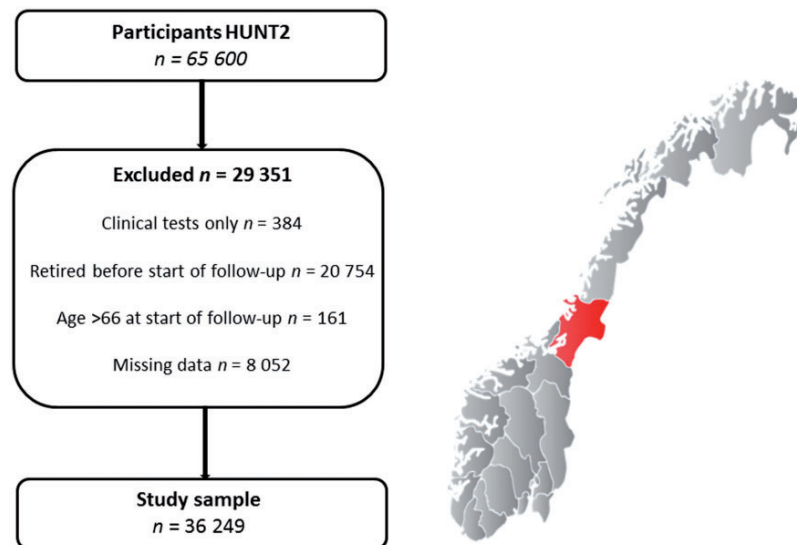 Participants HUNT2
n = 65 600
Excluded n = 29 351
Clinical tests only n = 384
Retired before start of follow-up n = 20 754
Age >66 at start of follow-up n = 161
Missing data n = 8 052
Study sample
n = 36 249